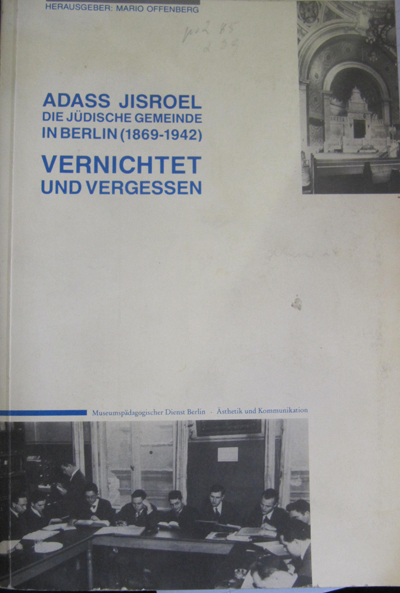 HERAUSGEBER: MARIO OFFENBERG
ADASS JISROEL
DIE JÜDISCHE GEMEINDE
IN BERLIN (1869-1942)
VERNICHTET
UND VERGESSEN
Museumspädagogischer Dienst Berlin · Ästhetik und Kommunikation